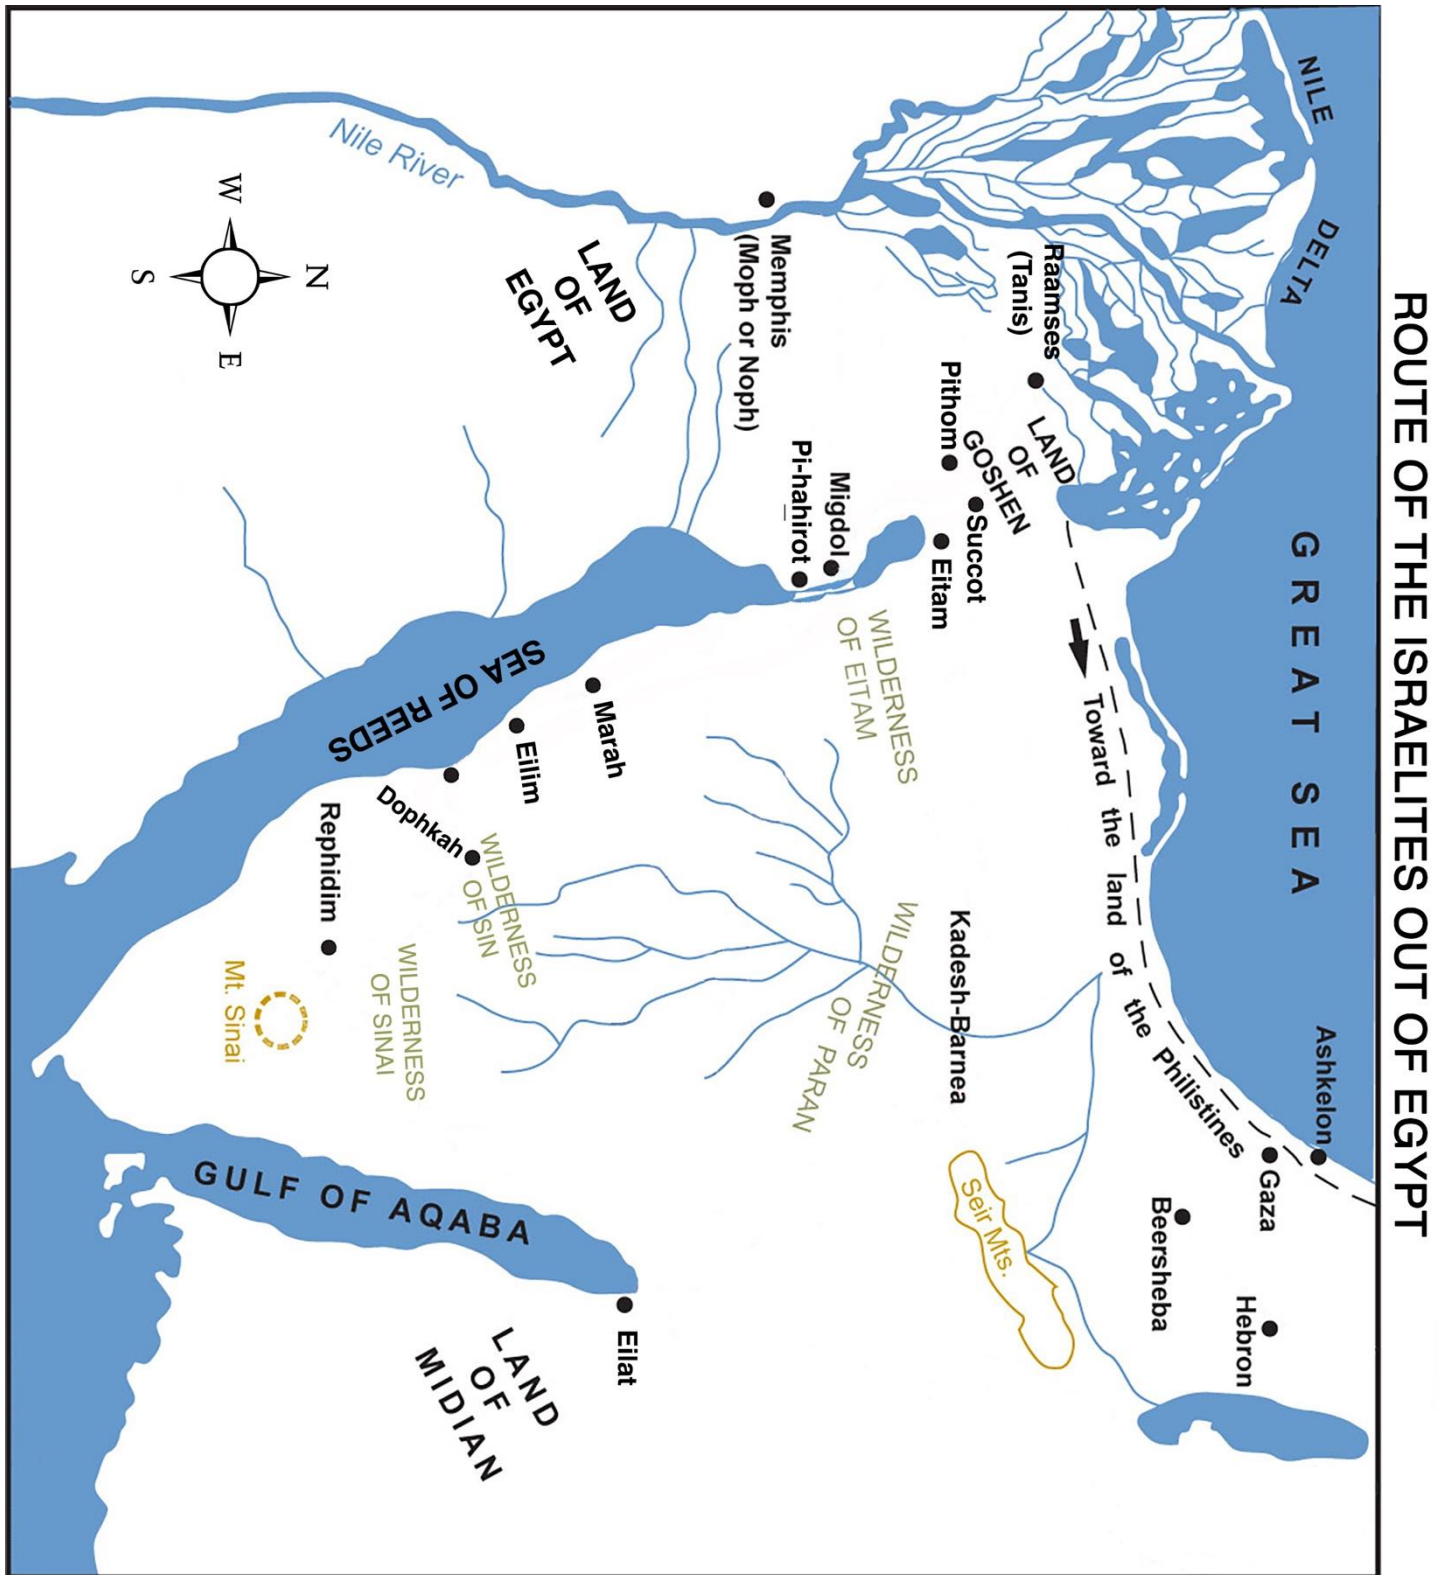 ROUTE OF THE ISRAELITES OUT OF EGYPT
NILE
DELTA
GREAT SEA
Ashkelon
Gaza
Hebron
Beersheba
Toward the land of the Philistines
Raamses
(Tanis)
LAND
OF
GOSHEN
Pithom
Succot
Eitam
Migdol
Pi-hahirot
Memphis
(Moph or Noph)
Nile River
LAND
OF
EGYPT
WILDERNESS
OF EITAM
Kadesh-Barnea
WILDERNESS
OF PARAN
Seir Mts.
SEA OF REEDS
Marah
Eilim
Dophkah
WILDERNESS
OF SIN
Rephidim
WILDERNESS
OF SINAI
Mt. Sinai
GULF OF AQABA
Eilat
LAND
OF
MIDIAN
N
W
E
S